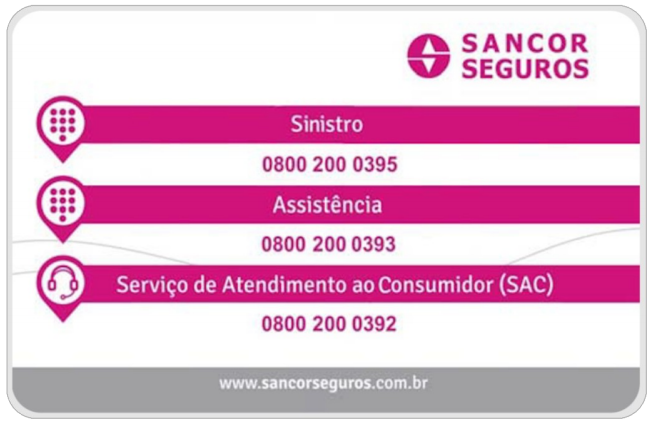 SANCOR
SEGUROS
Sinistro
0800 200 0395
Assistência
0800 200 0393
Serviço de Atendimento ao Consumidor (SAC)
0800 200 0392
www.sancorseguros.com.br